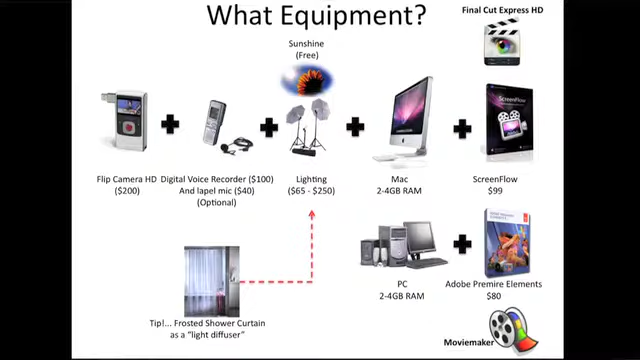 What Equipment?
Final Cut Express HD
Sunshine
(Free)
ScreenFlow
Flip Camera HD
($200)
Digital Voice Recorder ($100)
And lapel mic ($40)
(Optional)
Lighting
($65 - $250)
Mac
2-4GB RAM
ScreenFlow
$99
PC
2-4GB RAM
Adobe Premire Elements
$80
Tip!... Frosted Shower Curtain
as a “light diffuser”
Moviemaker